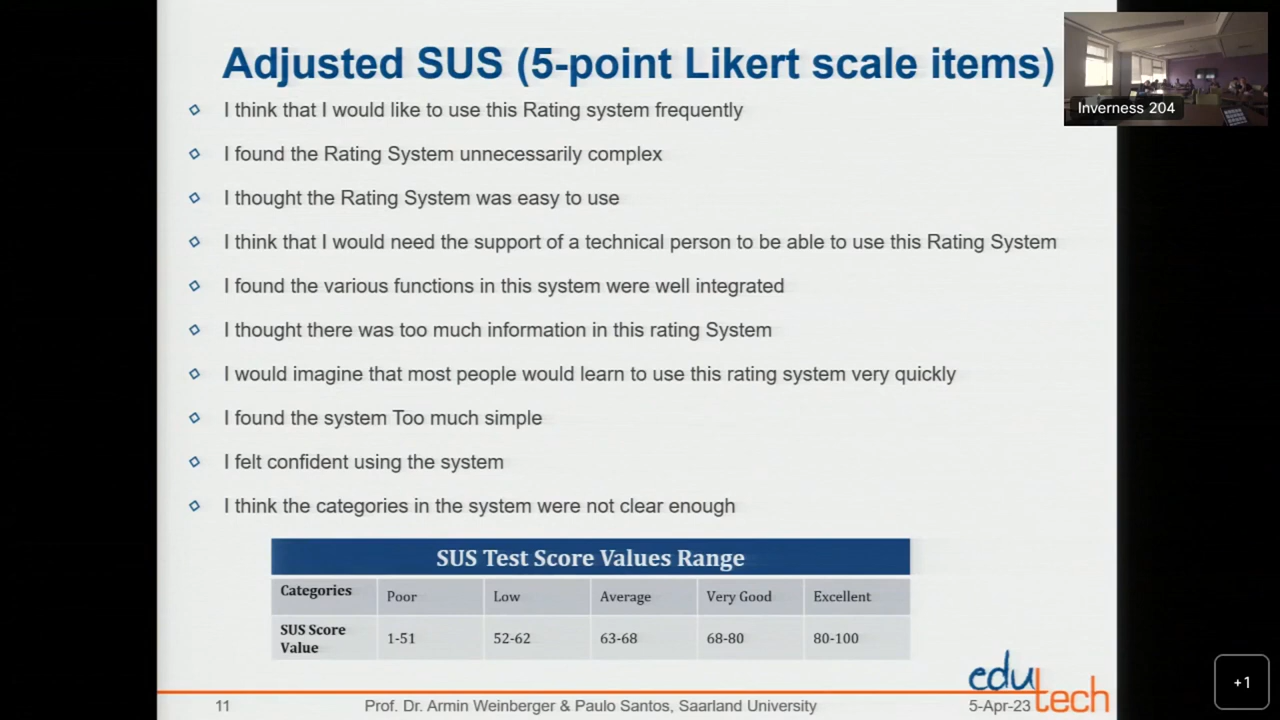 Adjusted SUS (5-point Likert scale items)
Inverness 204
I think that I would like to use this Rating system frequently
I found the Rating System unnecessarily complex
I thought the Rating System was easy to use
I think that I would need the support of a technical person to be able to use this Rating System
I found the various functions in this system were well integrated
I thought there was too much information in this rating System
I would imagine that most people would learn to use this rating system very quickly
I found the system Too much simple
I felt confident using the system
I think the categories in the system were not clear enough
SUS Test Score Values Range
Categories Poor Low Average Very Good Excellent
SUS Score Value 1-51 52-62 63-68 68-80 80-100
edutech
11 Prof. Dr. Armin Weinberger & Paulo Santos, Saarland University 5-Apr-23
+1